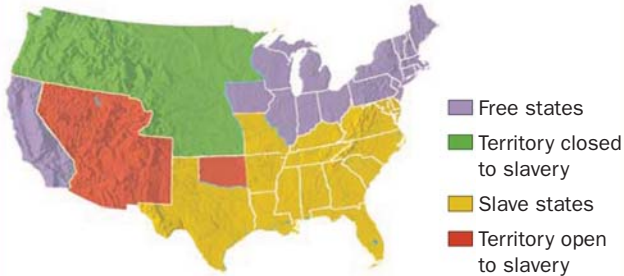 Free states
Territory closed
to slavery
Slave states
Territory open
to slavery